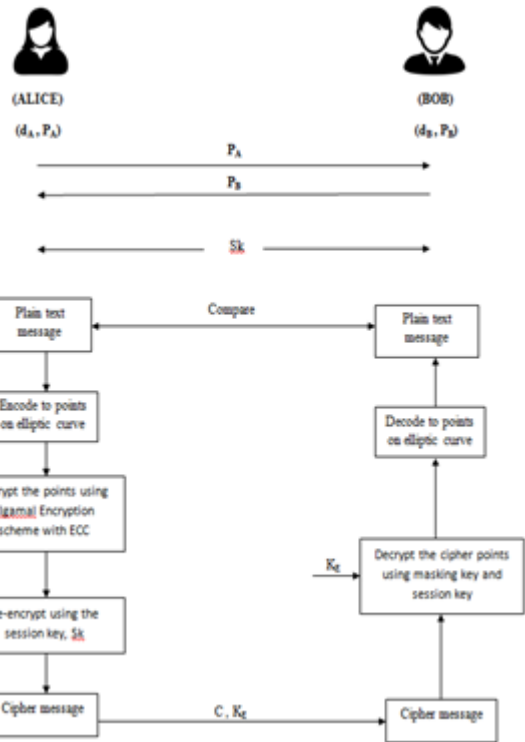 (ALICE)
(BOB)
(dA, PA)
(dB, PB)
PA
PB
Sk
Plain text
message
Compare
Plain text
message
Encode to points
on elliptic curve
Decode to points
on elliptic curve
rypt the points using
lgamal Encryption
scheme with ECC
KE
Decrypt the cipher points
using masking key and
session key
e-encrypt using the
session key, Sk
Cipher message
C , KE
Cipher message